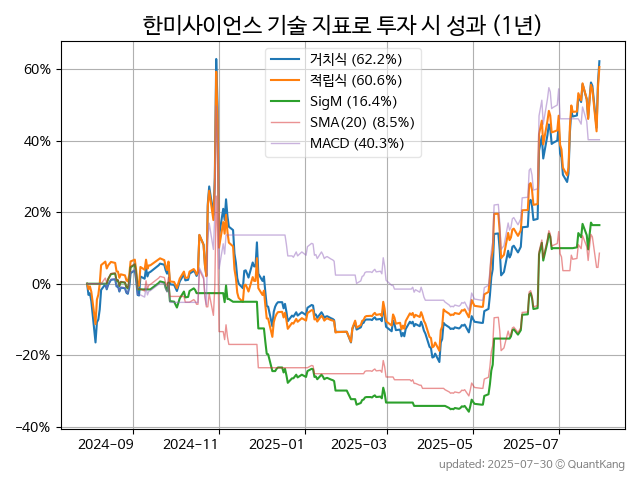 한미사이언스 기술 지표로 투자 시 성과 (1년)
거치식 (62.2%)
적립식 (60.6%)
SigM (16.4%)
SMA(20) (8.5%)
MACD (40.3%)
60%
40%
20%
0%
−20%
−40%
2024-09 2024-11 2025-01 2025-03 2025-05 2025-07
updated: 2025-07-30 © QuantKang